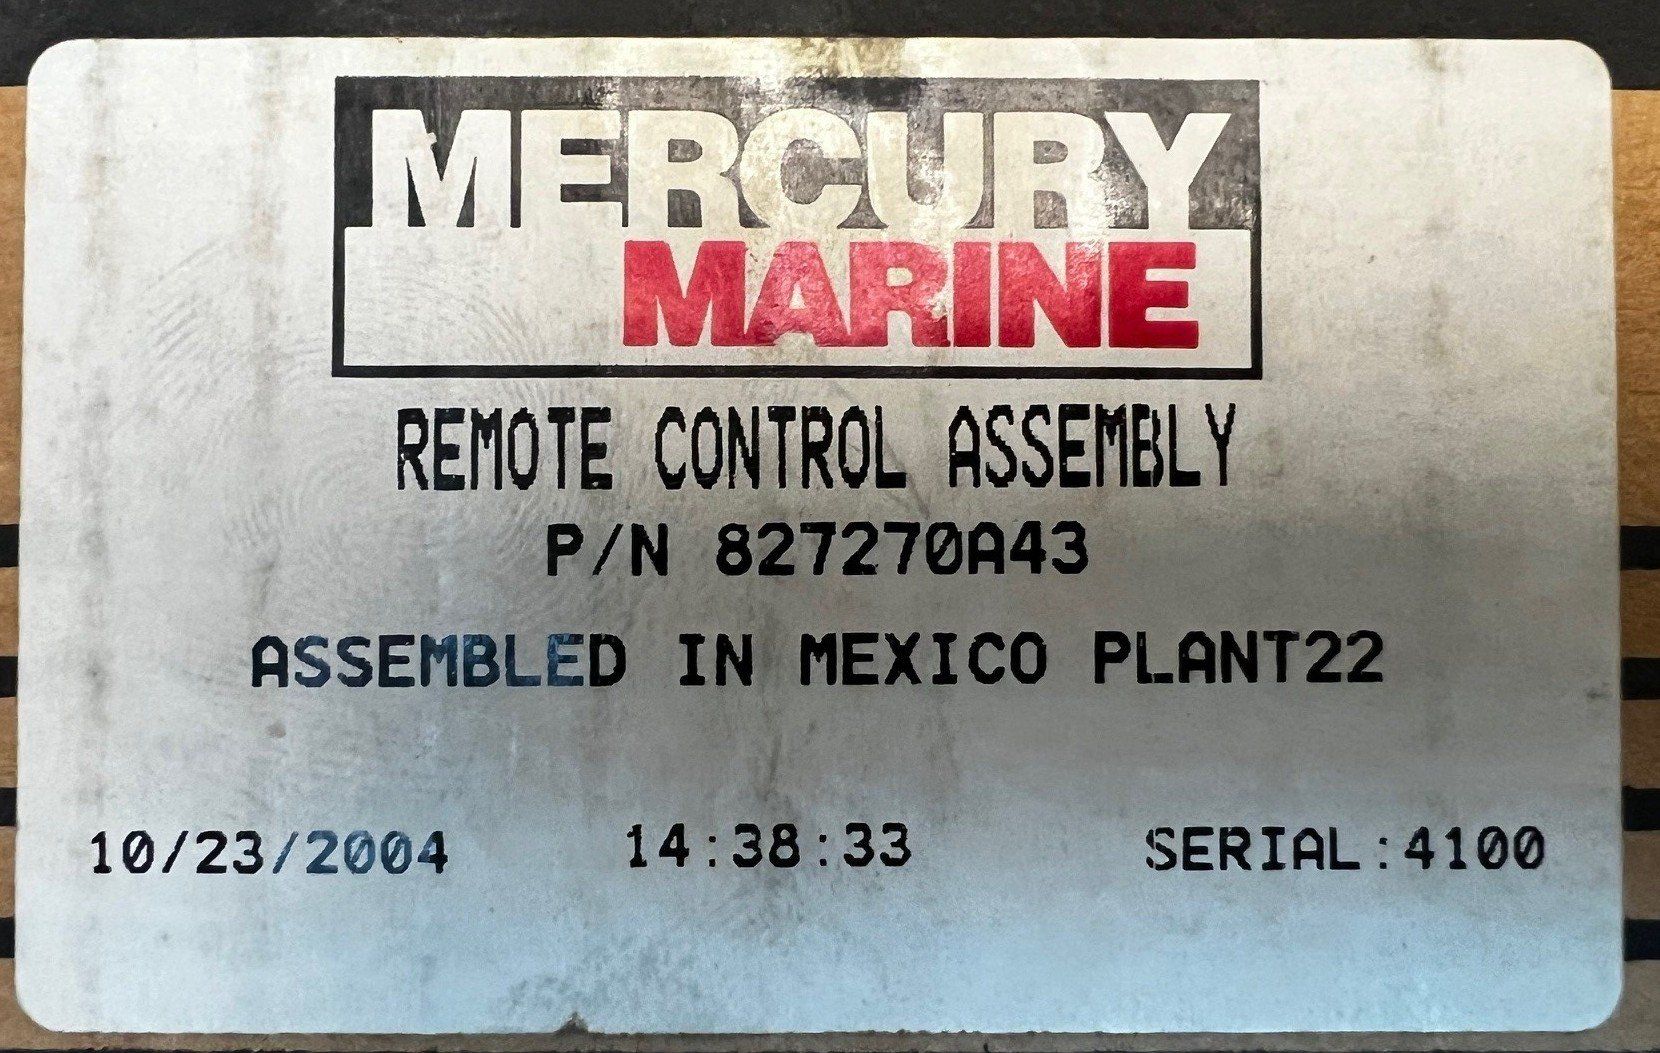 MERCURY
MARINE
REMOTE CONTROL ASSEMBLY
P/N 827270A43
ASSEMBLED IN MEXICO PLANT22
10/23/2004 14:38:33 SERIAL:4100